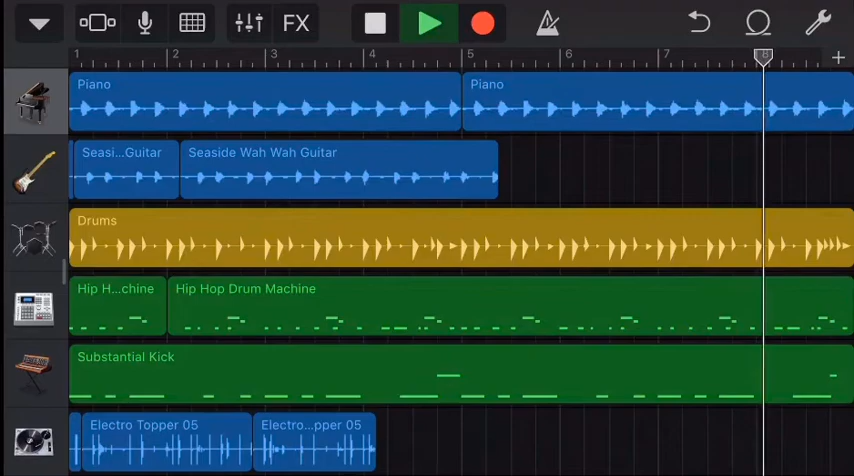 FX
1 2 3 4 5 6 7 8
Piano Piano
Seasi...Guitar Seaside Wah Wah Guitar
Drums
Hip H...chine Hip Hop Drum Machine
Substantial Kick
Electro Topper 05 Electro...pper 05